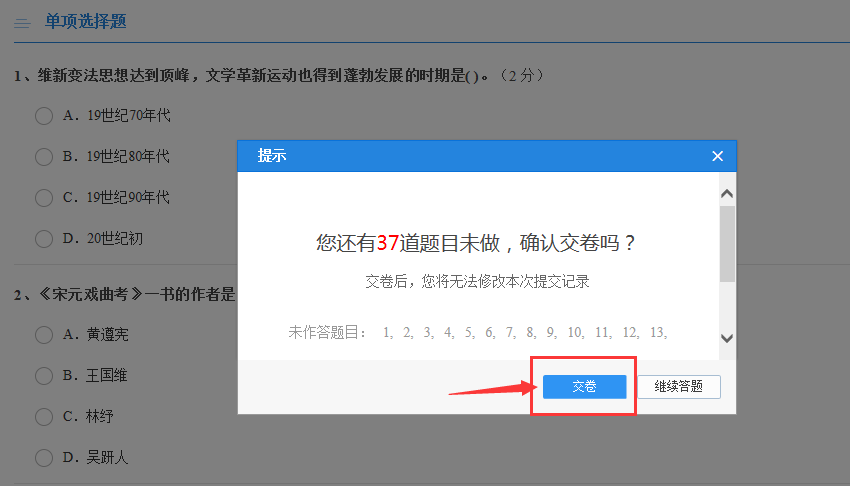 单项选择题
1、维新变法思想达到顶峰，文学革新运动也得到蓬勃发展的时期是( )。（2 分）
A. 19世纪70年代
B. 19世纪80年代
C. 19世纪90年代
D. 20世纪初
2、《宋元戏曲考》一书的作者是
A. 黄遵宪
B. 王国维
C. 林纾
D. 吴趼人
提示
您还有37道题目未做，确认交卷吗？
交卷后，您将无法修改本次提交记录
未作答题目： 1, 2, 3, 4, 5, 6, 7, 8, 9, 10, 11, 12, 13,
交卷 继续答题